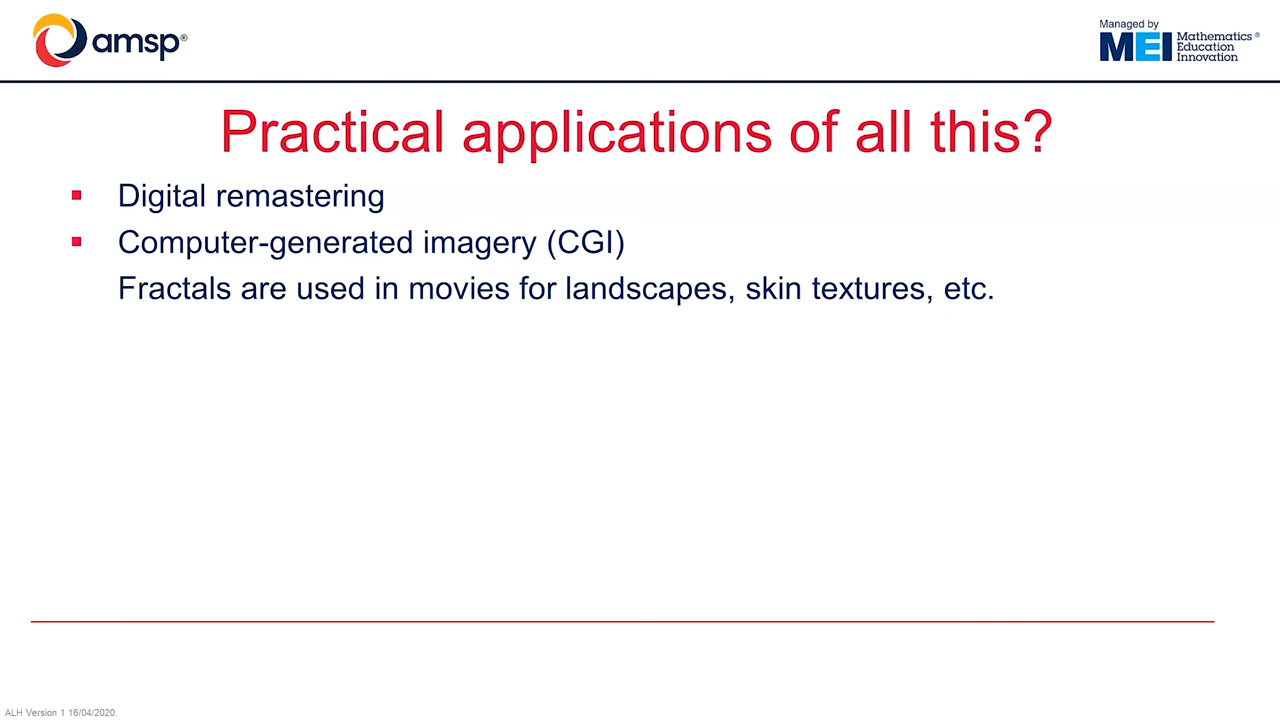 amsp®
Managed by
MEI Mathematics ®
Education
Innovation
Practical applications of all this?
▪ Digital remastering
▪ Computer-generated imagery (CGI)
Fractals are used in movies for landscapes, skin textures, etc.
ALH Version 1 16/04/2020.